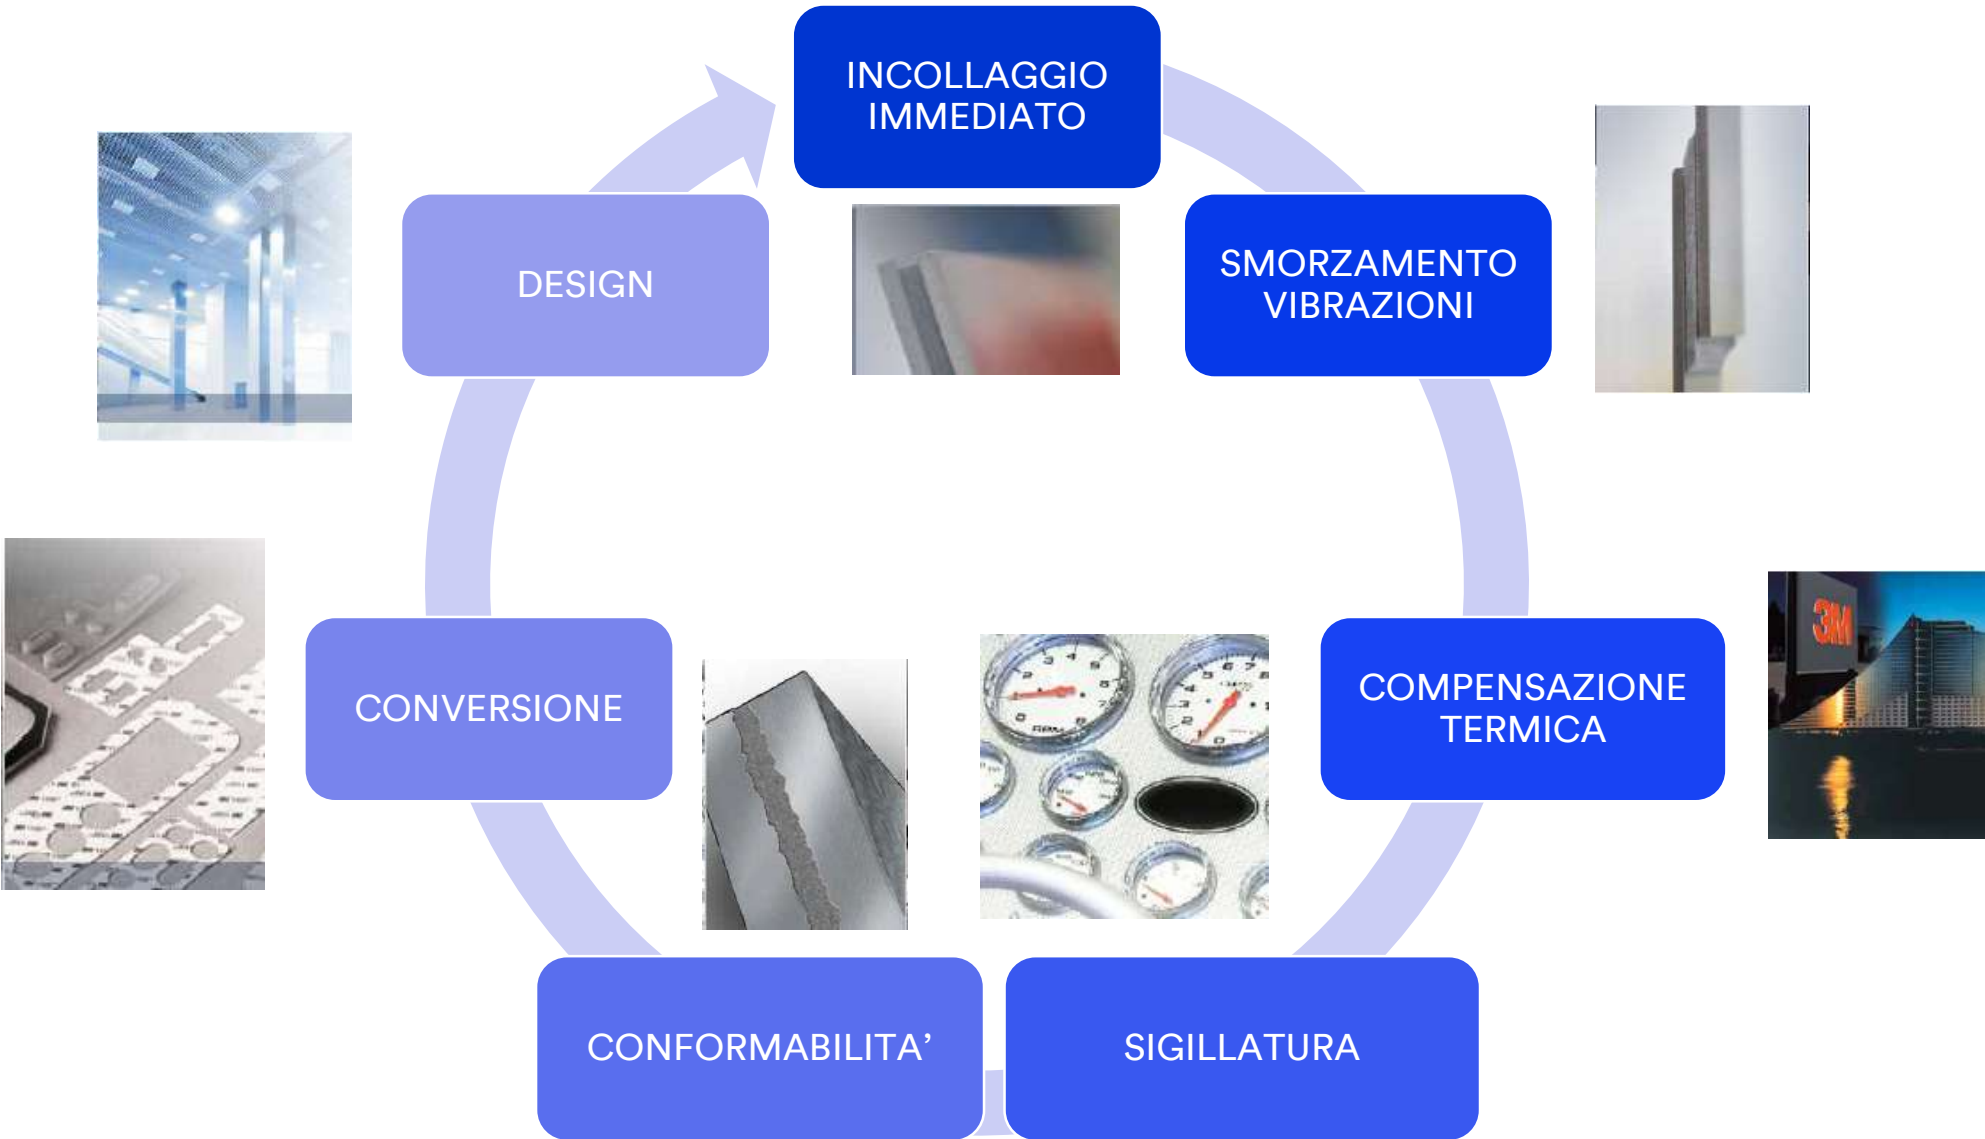 INCOLLAGGIO
IMMEDIATO
SMORZAMENTO
VIBRAZIONI
DESIGN
COMPENSAZIONE
TERMICA
3M
CONVERSIONE
CONFORMABILITA’
SIGILLATURA